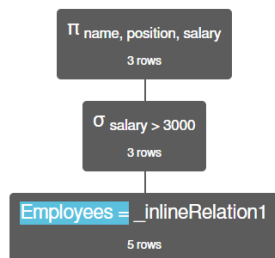 π name, position, salary
3 rows
σ salary > 3000
3 rows
Employees = _inlineRelation1
5 rows